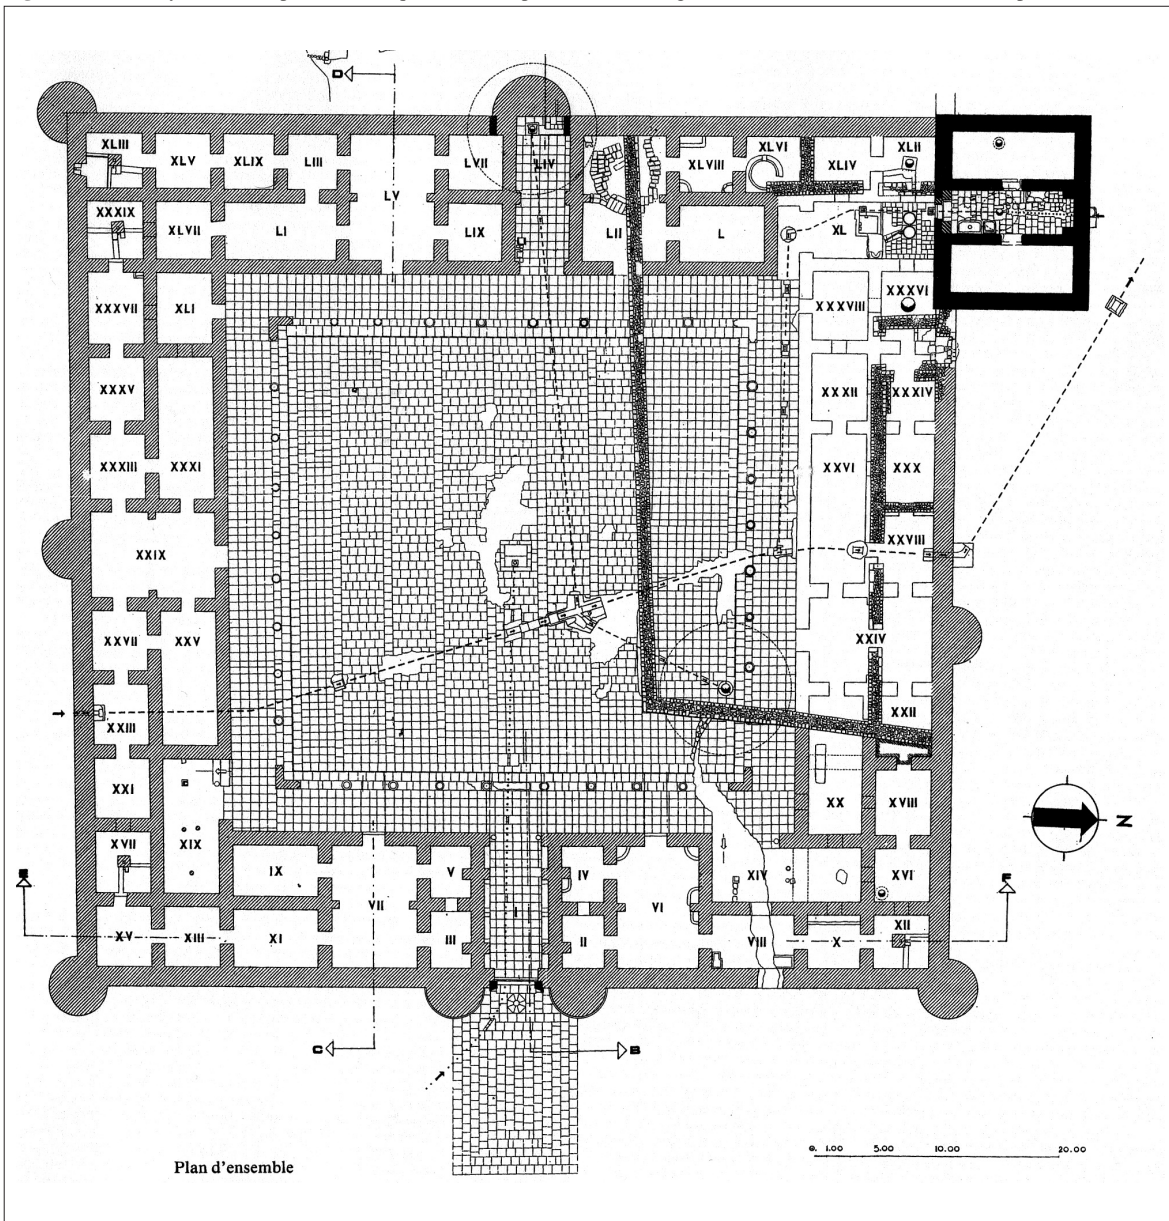 D
XLIII XLV XLIX LIII LVII LIV XLVIII XLVI XLIV XLII
LV
XXXIX XLVII LI LIX LII L XL
XXXVII XLI XXXVIII XXXVI
XXXV XXXII XXXIV
XXXIII XXXI XXVI XXX
XXIX XXVIII
XXVII XXV XXIV
XXIII XXII
XXI XX XVIII
N
XVII XIX IX V IV XIV XVI
E F
VII I VI
XV XIII XI III II VIII X XII
C B
0. 1.00 5.00 10.00 20.00
Plan d'ensemble